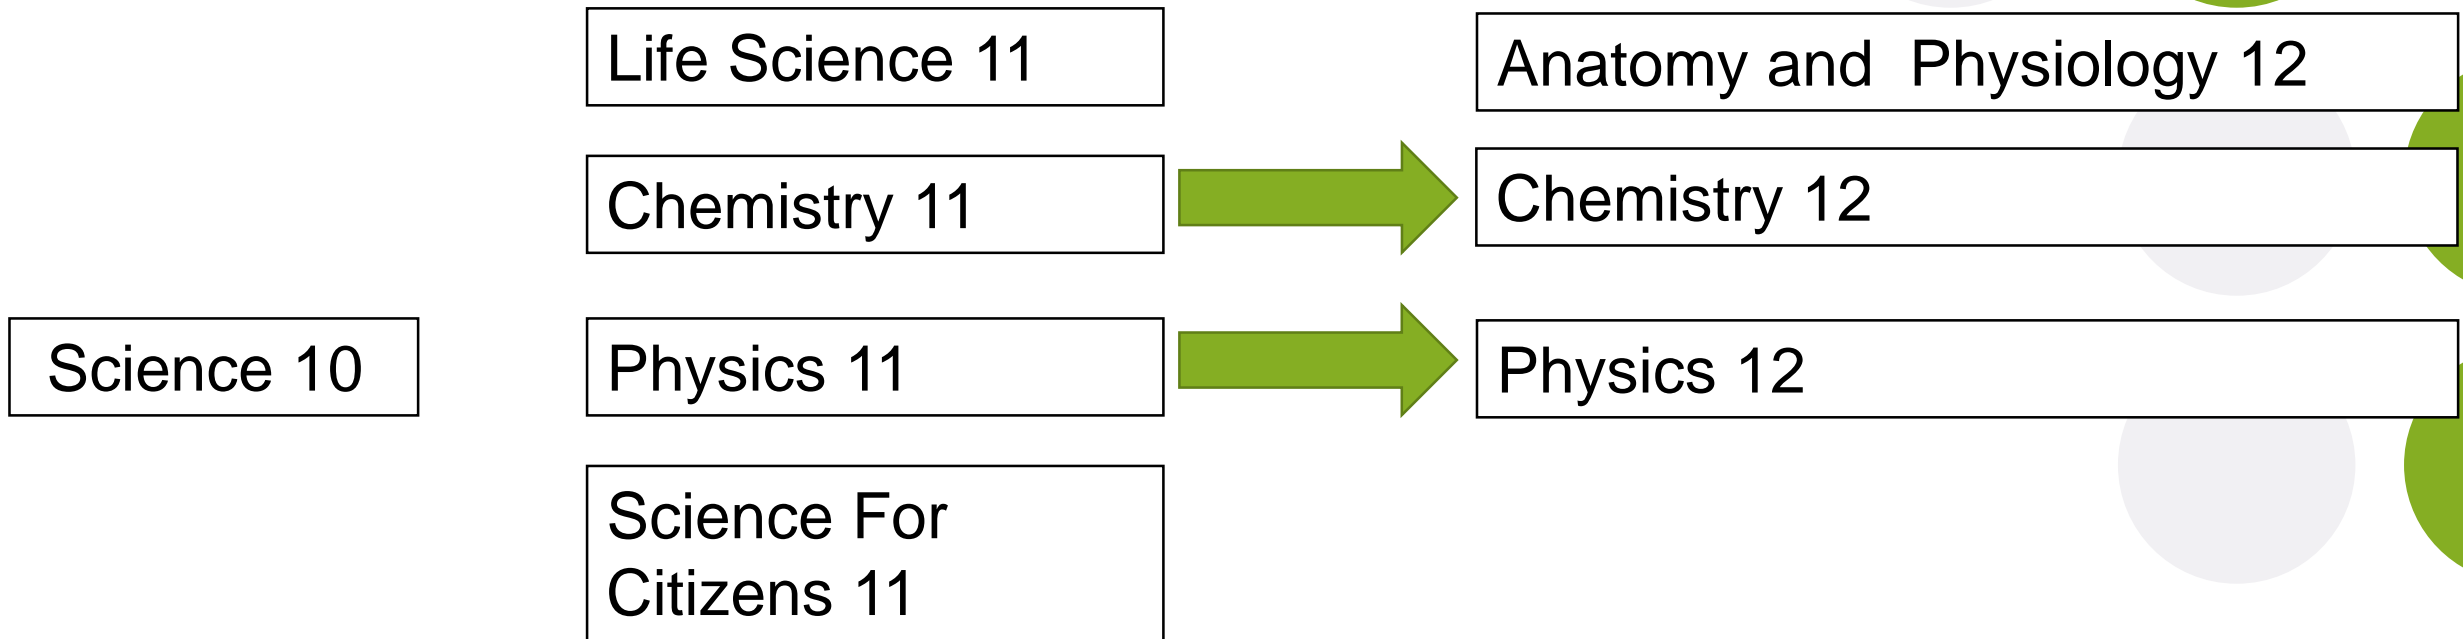 Life Science 11
Anatomy and  Physiology 12
Chemistry 11
Chemistry 12
Science 10
Physics 11
Physics 12
Science For
Citizens 11